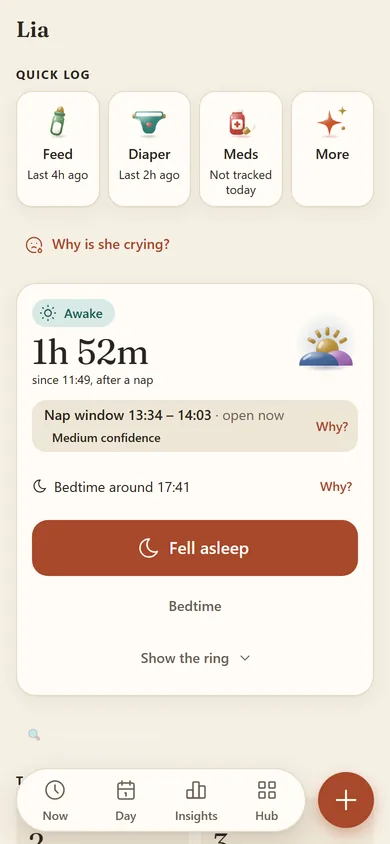 Lia
QUICK LOG
Feed
Last 4h ago
Diaper
Last 2h ago
Meds
Not tracked
today
More
Why is she crying?
Awake
1h 52m
since 11:49, after a nap
Nap window 13:34 – 14:03 · open now
Medium confidence
Why?
Bedtime around 17:41
Why?
Fell asleep
Bedtime
Show the ring
Now
Day
Insights
Hub